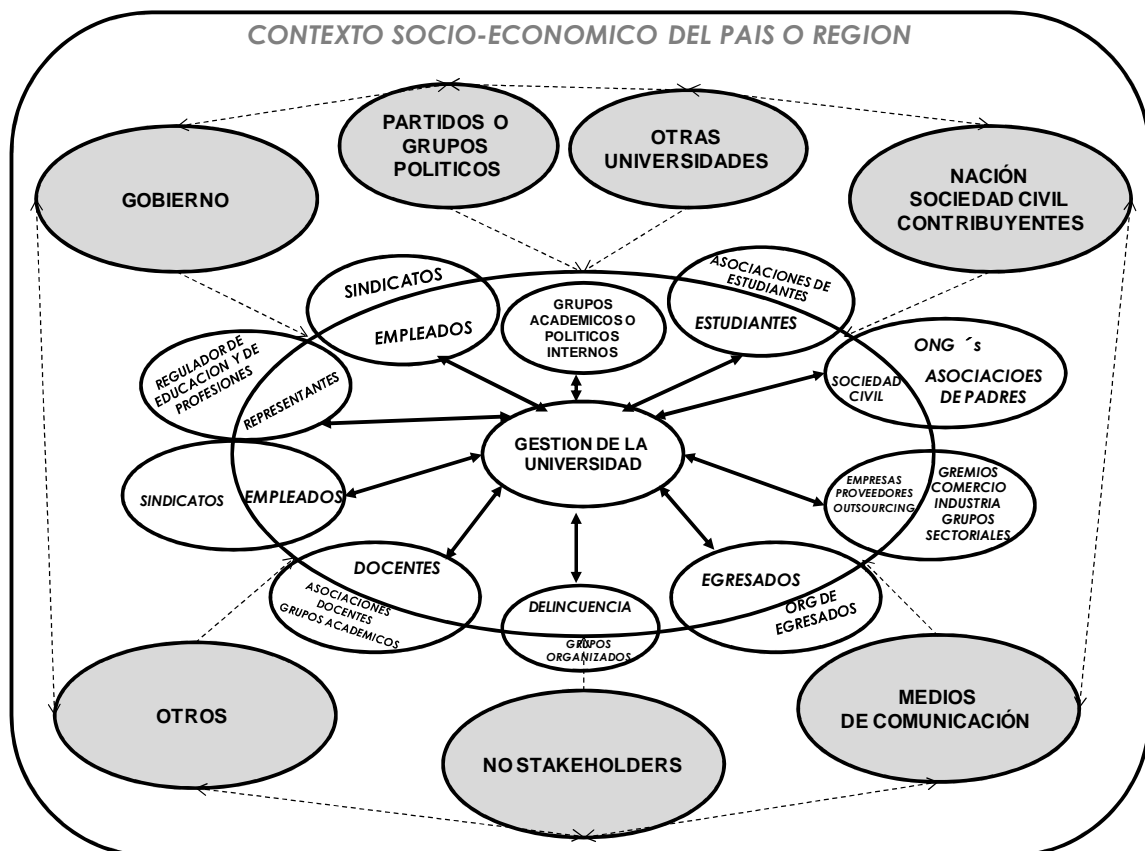 CONTEXTO SOCIO-ECONOMICO DEL PAIS O REGION
PARTIDOS O
GRUPOS
POLITICOS
OTRAS
UNIVERSIDADES
GOBIERNO
NACIÓN
SOCIEDAD CIVIL
CONTRIBUYENTES
SINDICATOS
EMPLEADOS
GRUPOS
ACADEMICOS O
POLITICOS
INTERNOS
ASOCIACIONES DE
ESTUDIANTES
ESTUDIANTES
REGULADOR DE
EDUCACION Y DE
PROFESIONES
REPRESENTANTES
ONG ´s
SOCIEDAD
CIVIL
ASOCIACIOES
DE PADRES
GESTION DE LA
UNIVERSIDAD
SINDICATOS
EMPLEADOS
EMPRESAS
PROVEEDORES
OUTSOURCING
GREMIOS
COMERCIO
INDUSTRIA
GRUPOS
SECTORIALES
DOCENTES
ASOCIACIONES
DOCENTES
GRUPOS ACADEMICOS
DELINCUENCIA
GRUPOS
ORGANIZADOS
EGRESADOS
ORG DE
EGRESADOS
OTROS
NO STAKEHOLDERS
MEDIOS
DE COMUNICACIÓN